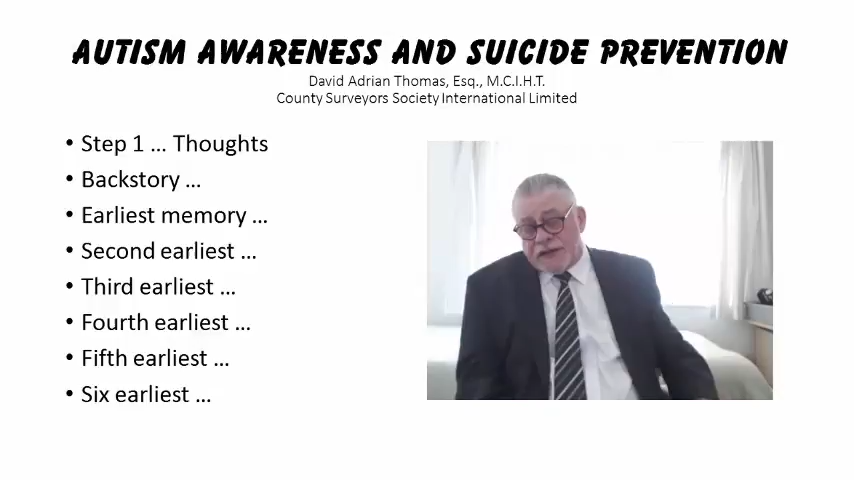 AUTISM AWARENESS AND SUICIDE PREVENTION
David Adrian Thomas, Esq., M.C.I.H.T.
County Surveyors Society International Limited
• Step 1 ... Thoughts
• Backstory ...
• Earliest memory ...
• Second earliest ...
• Third earliest ...
• Fourth earliest ...
• Fifth earliest ...
• Six earliest ...